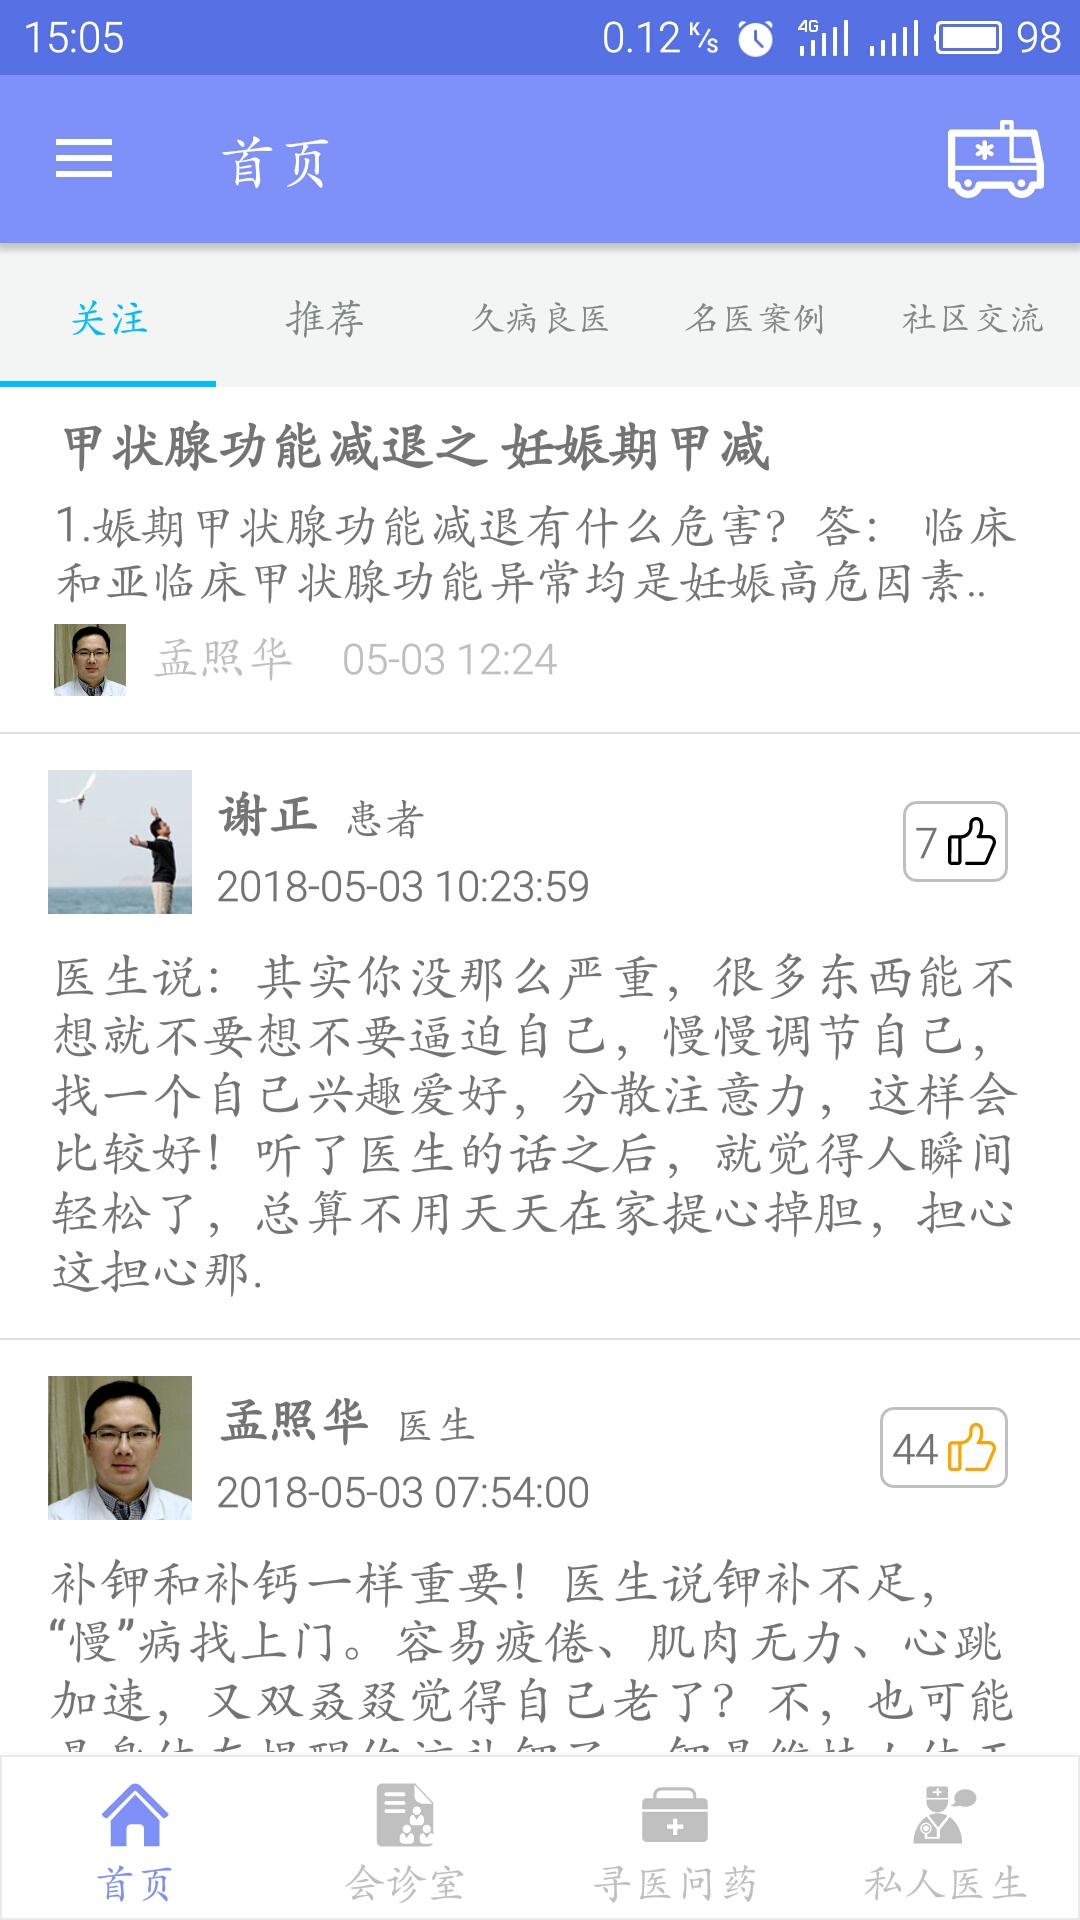 15:05 0.12 K/s 4G 98
首页
关注 推荐 久病良医 名医案例 社区交流
甲状腺功能减退之 妊娠期甲减
1.娠期甲状腺功能减退有什么危害？答： 临床
和亚临床甲状腺功能异常均是妊娠高危因素..
孟照华 05-03 12:24
谢正 患者
7
2018-05-03 10:23:59
医生说：其实你没那么严重，很多东西能不
想就不要想不要逼迫自己，慢慢调节自己，
找一个自己兴趣爱好，分散注意力，这样会
比较好！听了医生的话之后，就觉得人瞬间
轻松了，总算不用天天在家提心掉胆，担心
这担心那.
孟照华 医生
44
2018-05-03 07:54:00
补钾和补钙一样重要！医生说钾补不足，
“慢”病找上门。容易疲倦、肌肉无力、心跳
加速，又双叒叕觉得自己老了？不，也可能
首页 会诊室 寻医问药 私人医生